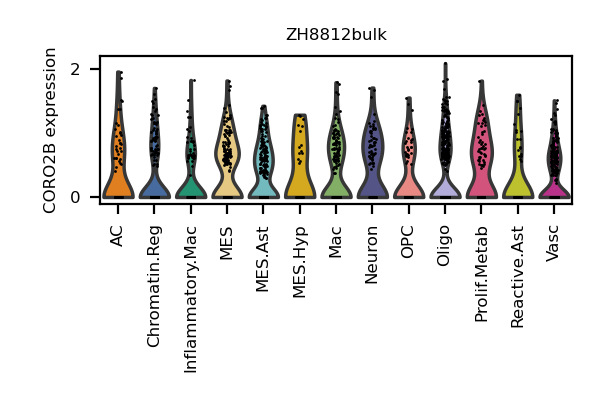 ZH8812bulk
CORO2B expression
2
0
AC
Chromatin.Reg
Inflammatory.Mac
MES
MES.Ast
MES.Hyp
Mac
Neuron
OPC
Oligo
Prolif.Metab
Reactive.Ast
Vasc